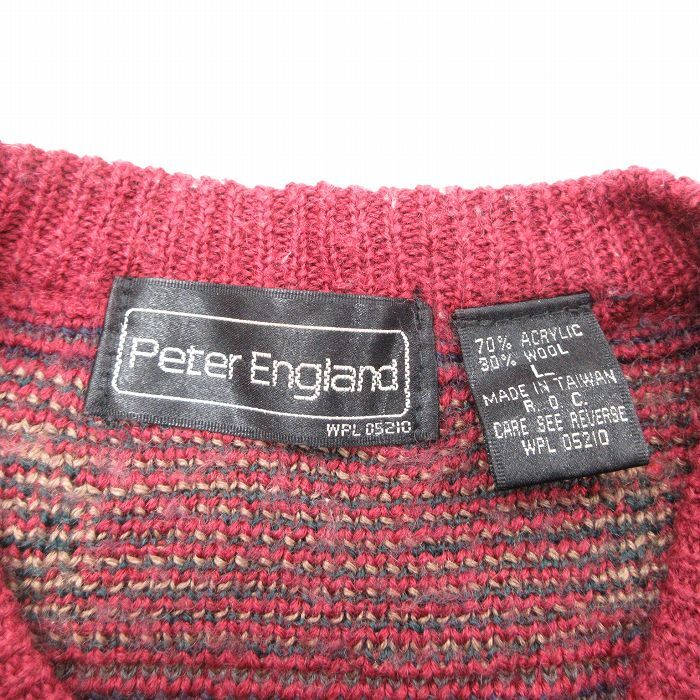 Peter England
WPL 05210
70% ACRYLIC
30% WOOL
L
MADE IN TAIWAN
R. O. C.
CARE SEE REVERSE
WPL 05210